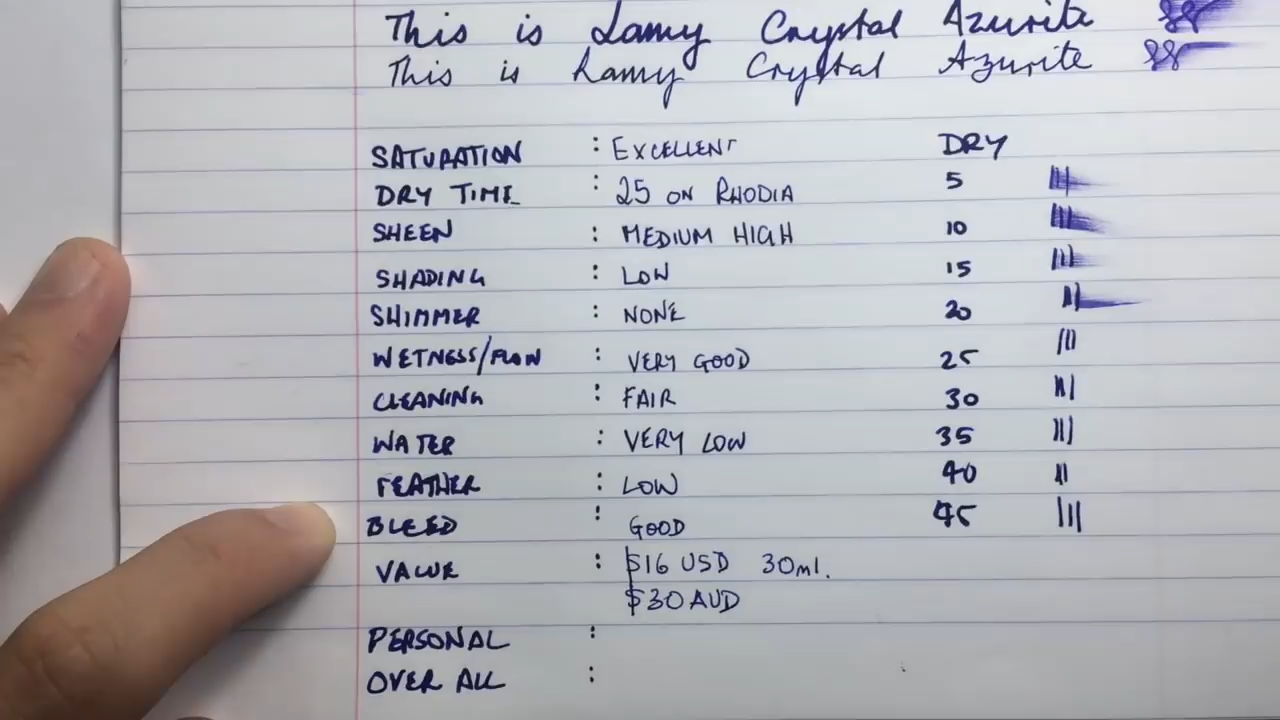 This is Lamy Crystal Azurite
This is Lamy Crystal Azurite
SATURATION : EXCELLENT DRY
DRY TIME : 25 ON RHODIA 5
SHEEN : MEDIUM HIGH 10
SHADING : LOW 15
SHIMMER : NONE 20
WETNESS/FLOW : VERY GOOD 25
CLEANING : FAIR 30
WATER : VERY LOW 35
FEATHER : LOW 40
BLEED : GOOD 45
VALUE : $16 USD 30ml.
$30 AUD
PERSONAL :
OVER ALL :